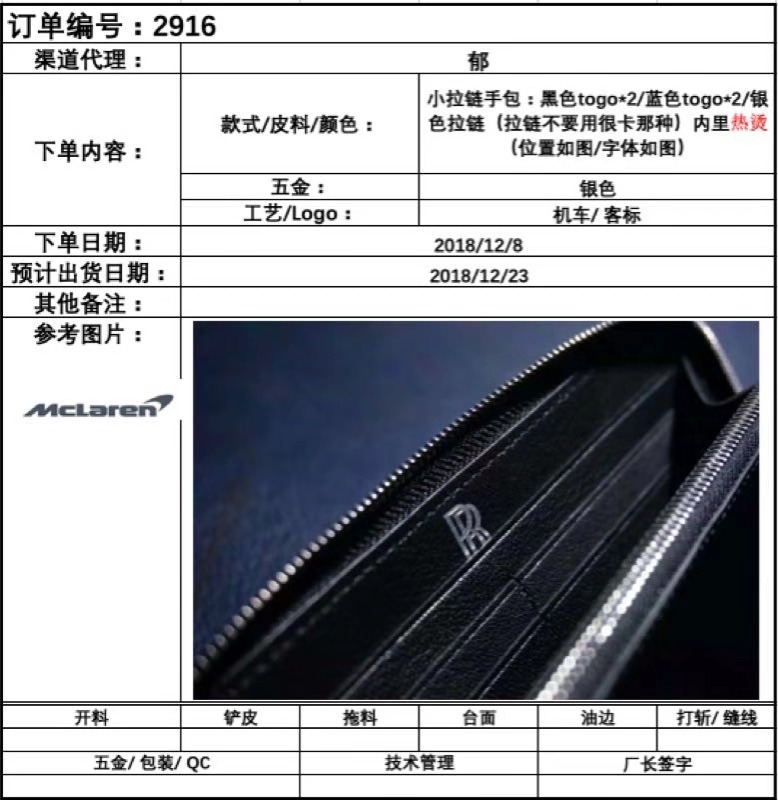 订单编号：2916
渠道代理：
郁
下单内容：
款式/皮料/颜色：
小拉链手包：黑色togo*2/蓝色togo*2/银
色拉链（拉链不要用很卡那种）内里热烫
（位置如图/字体如图）
五金：
银色
工艺/Logo：
机车/ 客标
下单日期：
2018/12/8
预计出货日期：
2018/12/23
其他备注：
参考图片：
McLaren
RR
开料
铲皮
拖料
台面
油边
打斩/ 缝线
五金/ 包装/ QC
技术管理
厂长签字